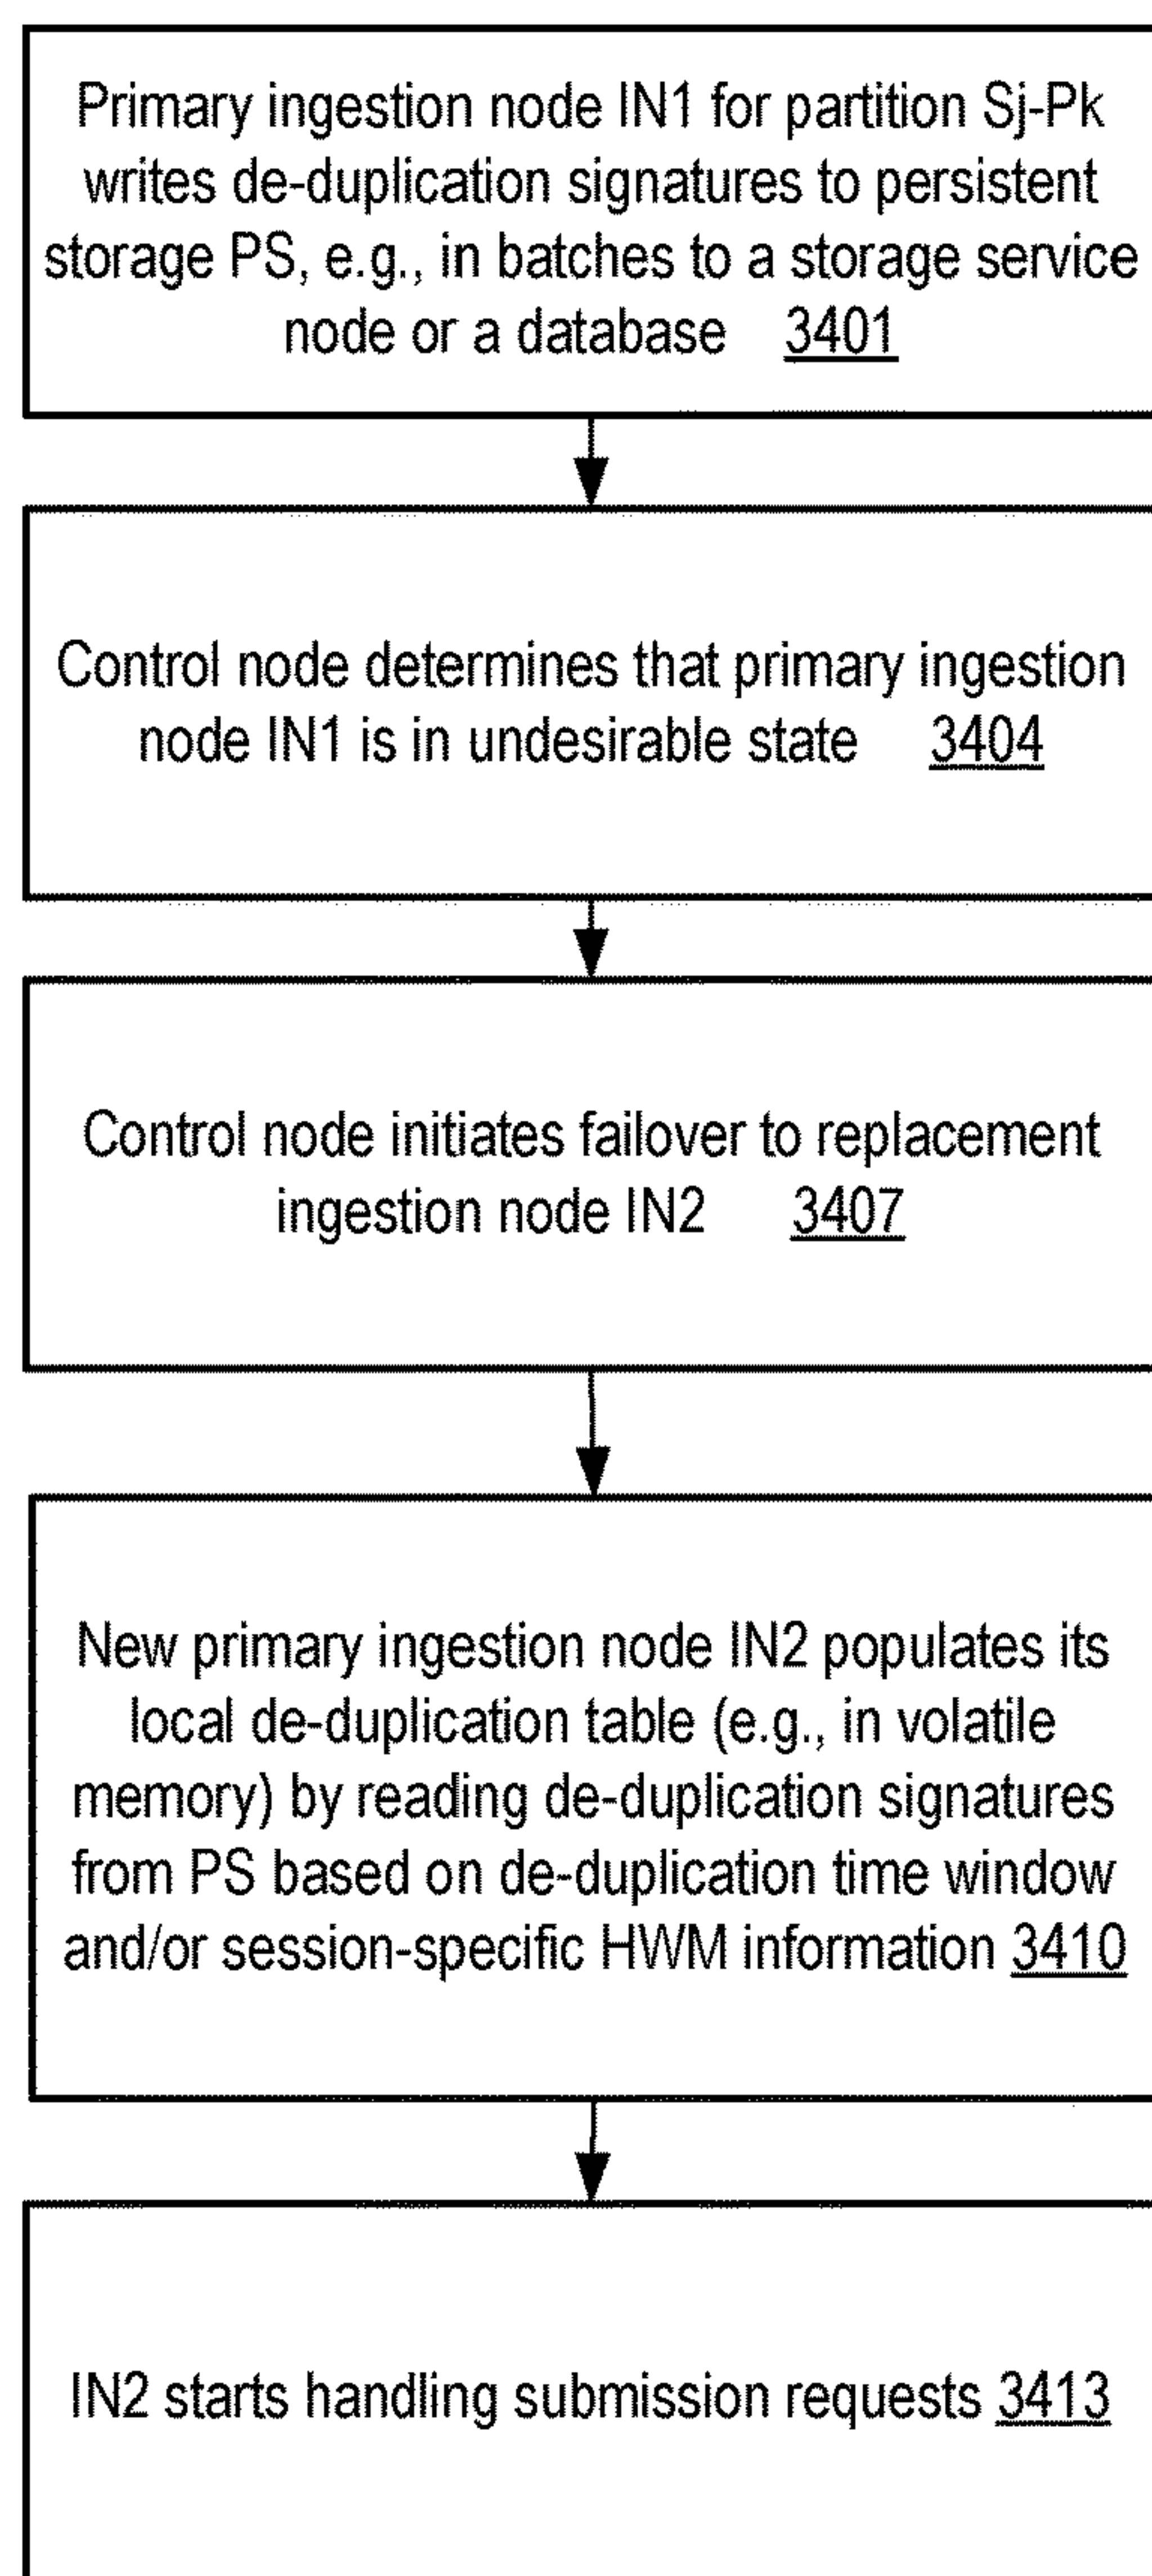 Primary ingestion node IN1 for partition Sj-Pk
writes de-duplication signatures to persistent
storage PS, e.g., in batches to a storage service
node or a database 3401
Control node determines that primary ingestion
node IN1 is in undesirable state 3404
Control node initiates failover to replacement
ingestion node IN2 3407
New primary ingestion node IN2 populates its
local de-duplication table (e.g., in volatile
memory) by reading de-duplication signatures
from PS based on de-duplication time window
and/or session-specific HWM information 3410
IN2 starts handling submission requests 3413